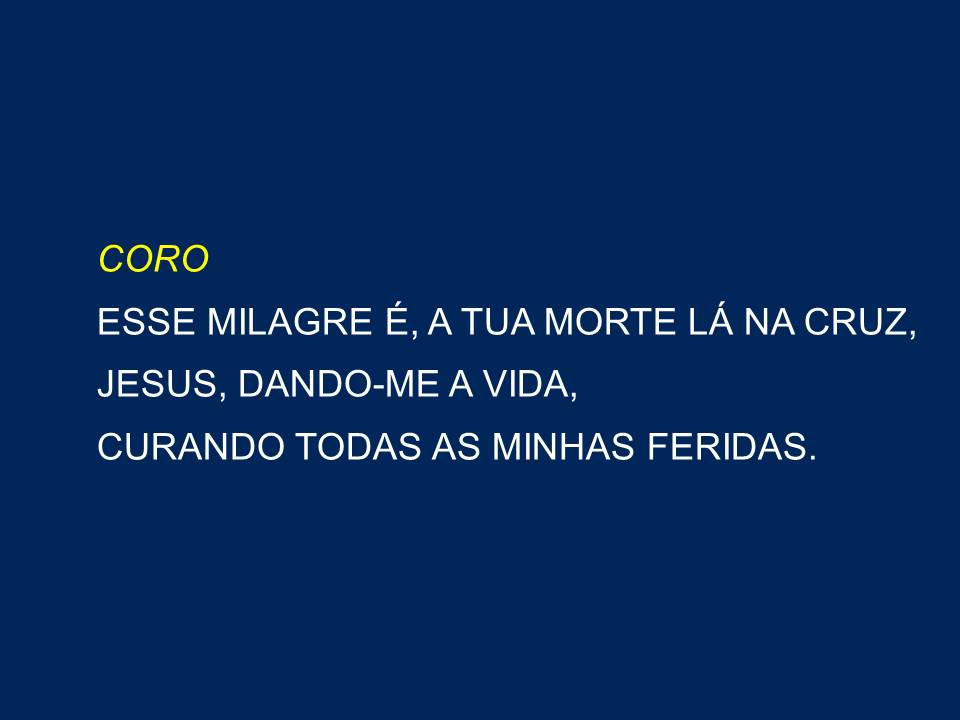 CORO
ESSE MILAGRE É, A TUA MORTE LÁ NA CRUZ,
JESUS, DANDO-ME A VIDA,
CURANDO TODAS AS MINHAS FERIDAS.